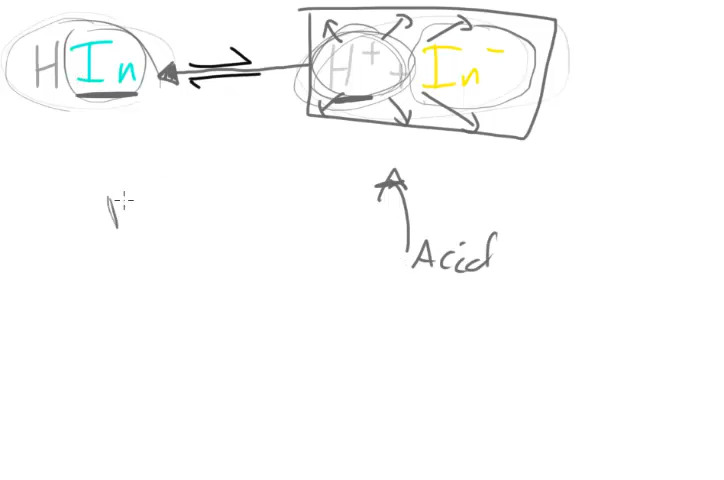 HIn ⇌ H⁺ + In⁻
Acid